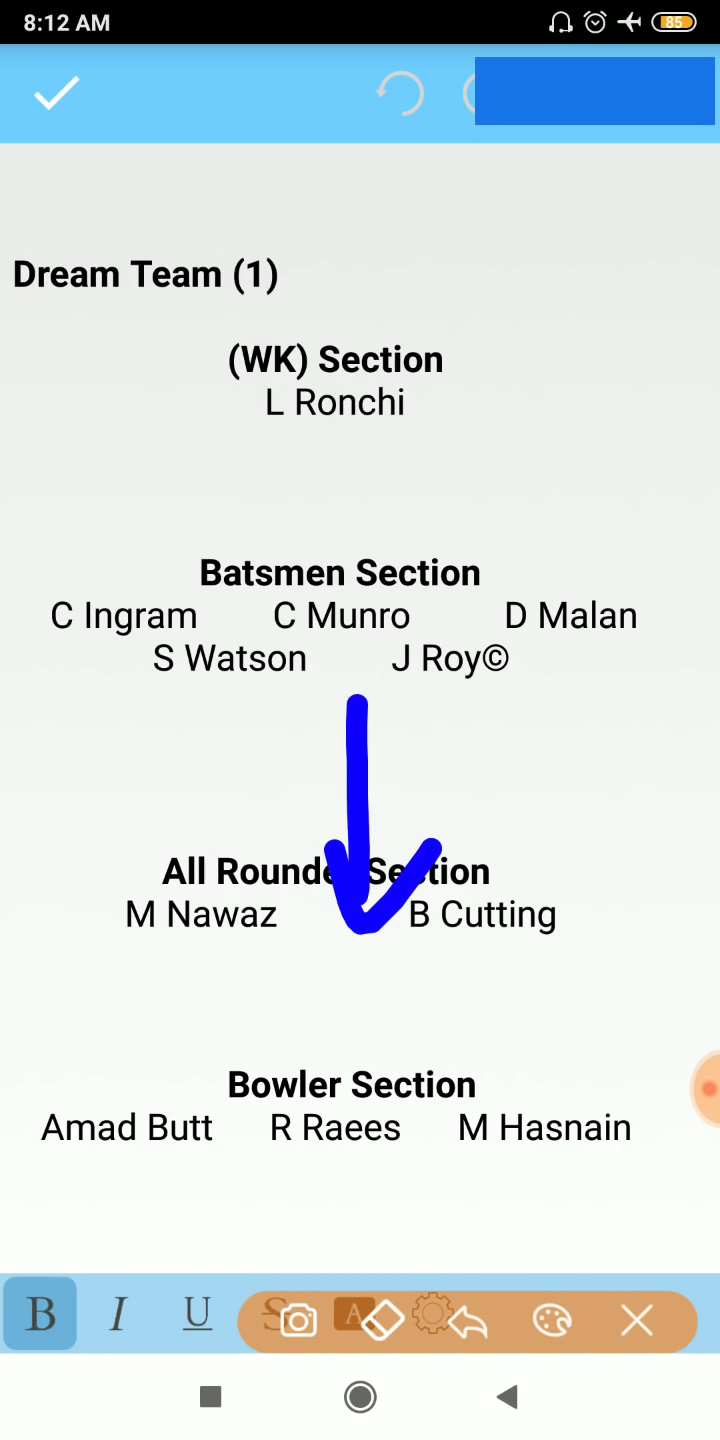 8:12 AM
85
Dream Team (1)
(WK) Section
L Ronchi
Batsmen Section
C Ingram C Munro D Malan
S Watson J Roy©
All Rounde Section
M Nawaz B Cutting
Bowler Section
Amad Butt R Raees M Hasnain
B I U S A